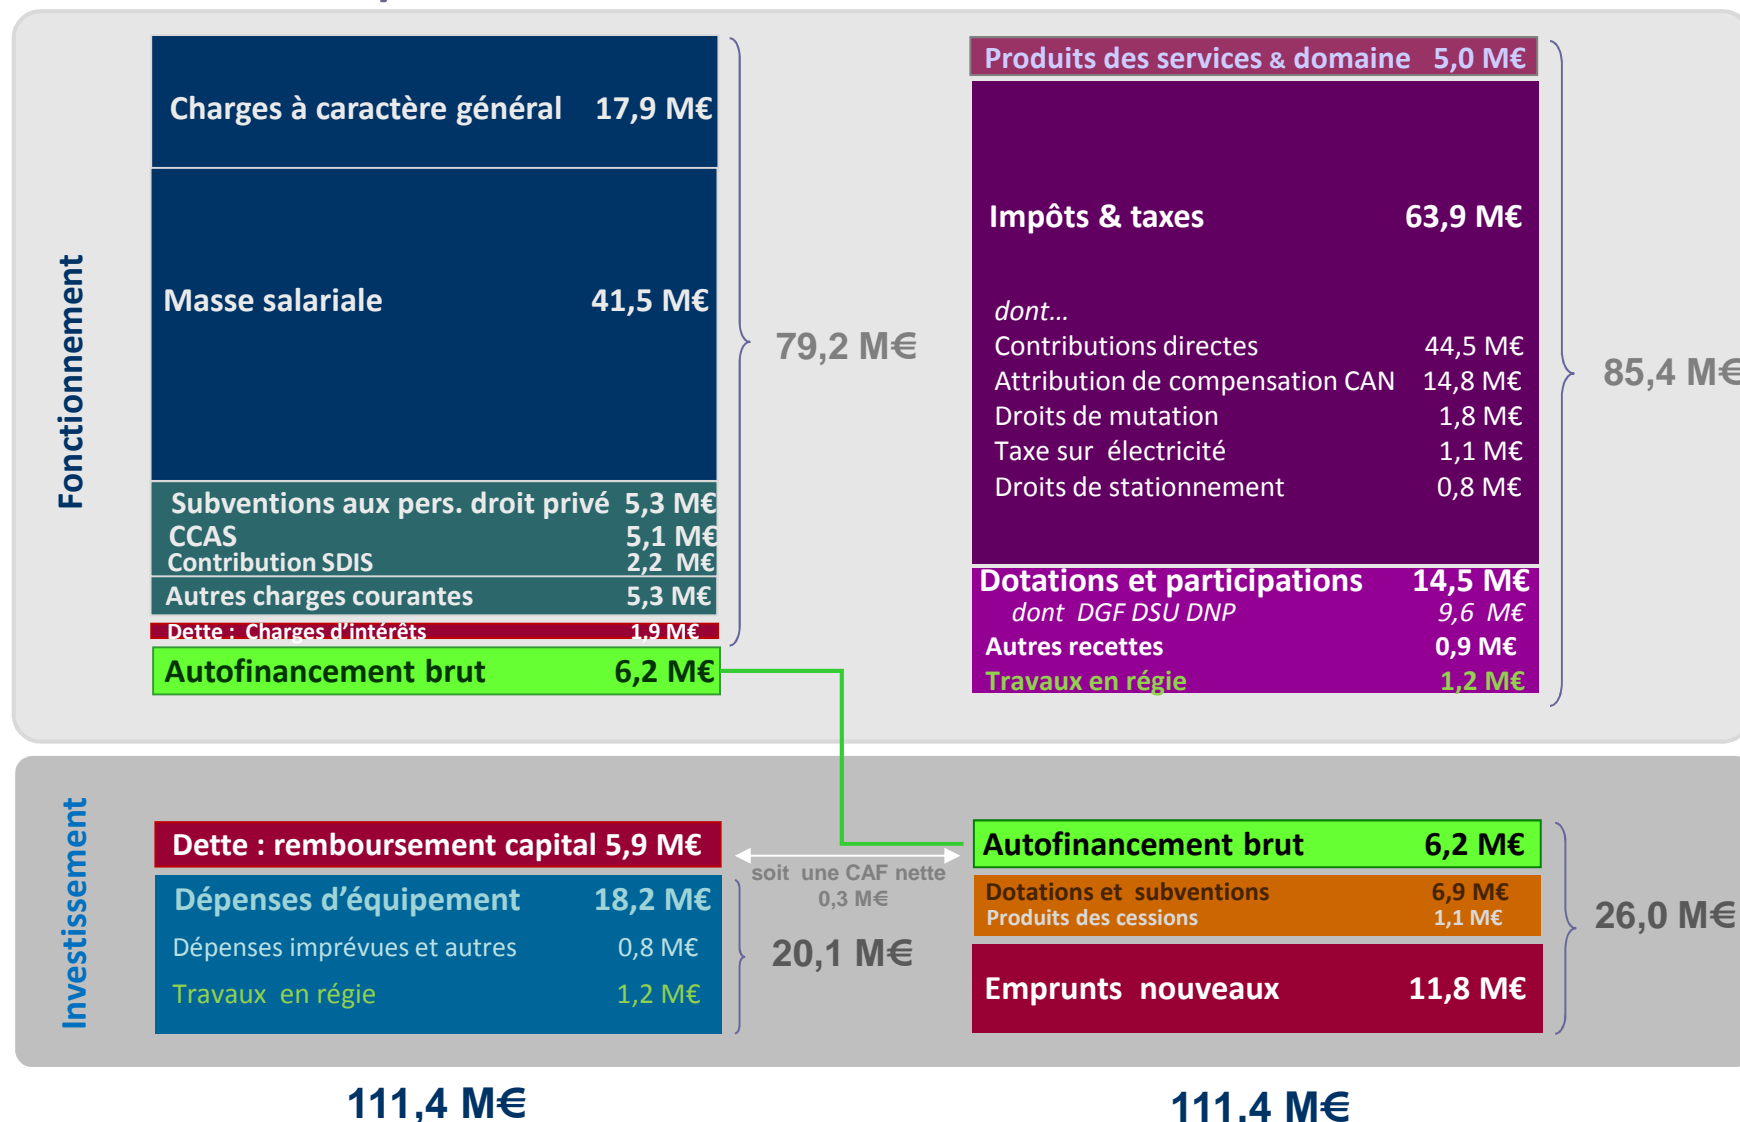 Fonctionnement
Charges à caractère général 17,9 M€
Masse salariale 41,5 M€
Subventions aux pers. droit privé 5,3 M€
CCAS 5,1 M€
Contribution SDIS 2,2 M€
Autres charges courantes 5,3 M€
Dette : Charges d'intérêts 1,9 M€
Autofinancement brut 6,2 M€
79,2 M€
Produits des services & domaine 5,0 M€
Impôts & taxes 63,9 M€
dont...
Contributions directes 44,5 M€
Attribution de compensation CAN 14,8 M€
Droits de mutation 1,8 M€
Taxe sur électricité 1,1 M€
Droits de stationnement 0,8 M€
Dotations et participations 14,5 M€
dont DGF DSU DNP 9,6 M€
Autres recettes 0,9 M€
Travaux en régie 1,2 M€
85,4 M€
Investissement
Dette : remboursement capital 5,9 M€
Dépenses d'équipement 18,2 M€
Dépenses imprévues et autres 0,8 M€
Travaux en régie 1,2 M€
soit une CAF nette
0,3 M€
20,1 M€
Autofinancement brut 6,2 M€
Dotations et subventions 6,9 M€
Produits des cessions 1,1 M€
Emprunts nouveaux 11,8 M€
26,0 M€
111,4 M€
111,4 M€